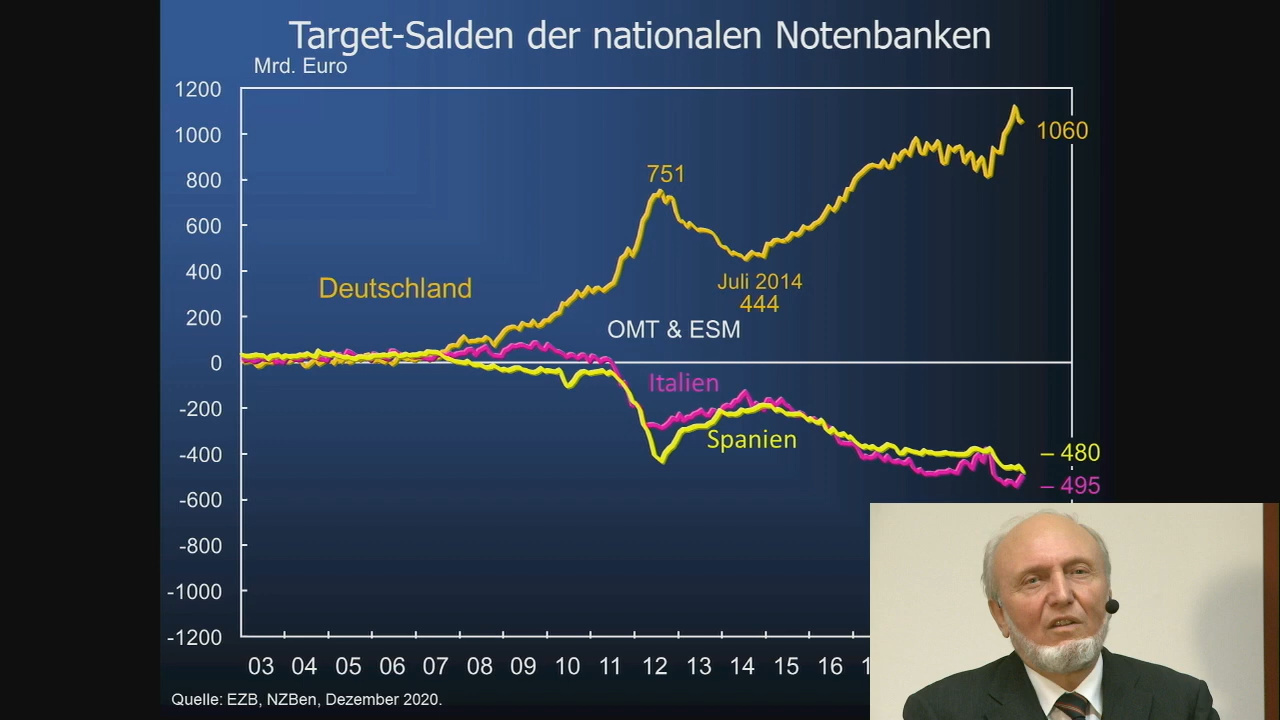 Target-Salden der nationalen Notenbanken
Mrd. Euro
1200
1000
800
600
400
200
0
-200
-400
-600
-800
-1000
-1200
1060
751
Deutschland
Juli 2014
444
OMT & ESM
Italien
Spanien
– 480
– 495
03 04 05 06 07 08 09 10 11 12 13 14 15 16
Quelle: EZB, NZBen, Dezember 2020.